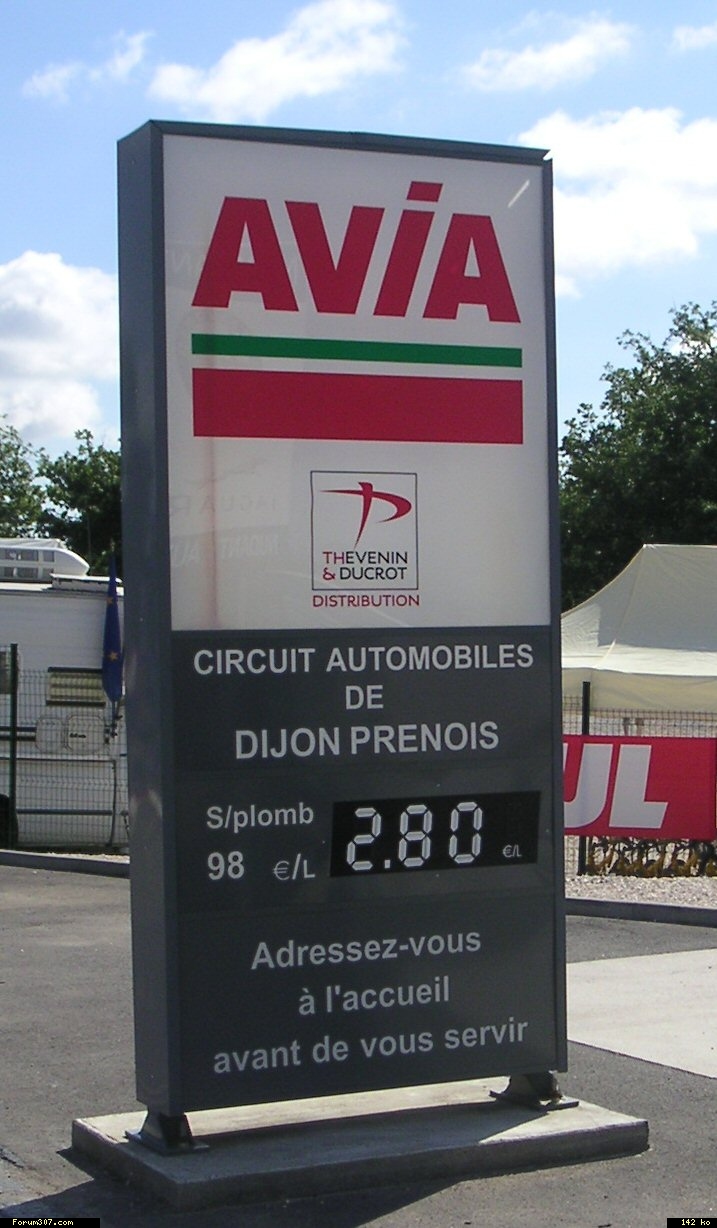 AViA
THEVENIN
& DUCROT
DISTRIBUTION
CIRCUIT AUTOMOBILES
DE
DIJON PRENOIS
S/plomb
98 €/L
2.80 €/L
Adressez-vous
à l'accueil
avant de vous servir
UL
Forum307.com
142 ko